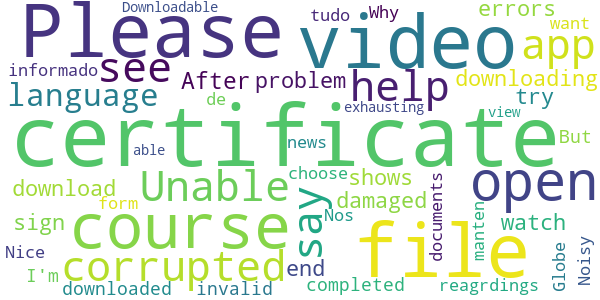 Downloadable
Please
tudo
Why
errors
want
video
app
informado
see
After
problem
help
downloading
language
de
exhausting
try
view
certificate
But
able
news
download
Unable
choose
shows
open
form
say
Nos
damaged
documents
manten
sign
course
file
watch
Nice
I'm
corrupted
end
Globe
Noisy
downloaded
invalid
completed
reagrdings